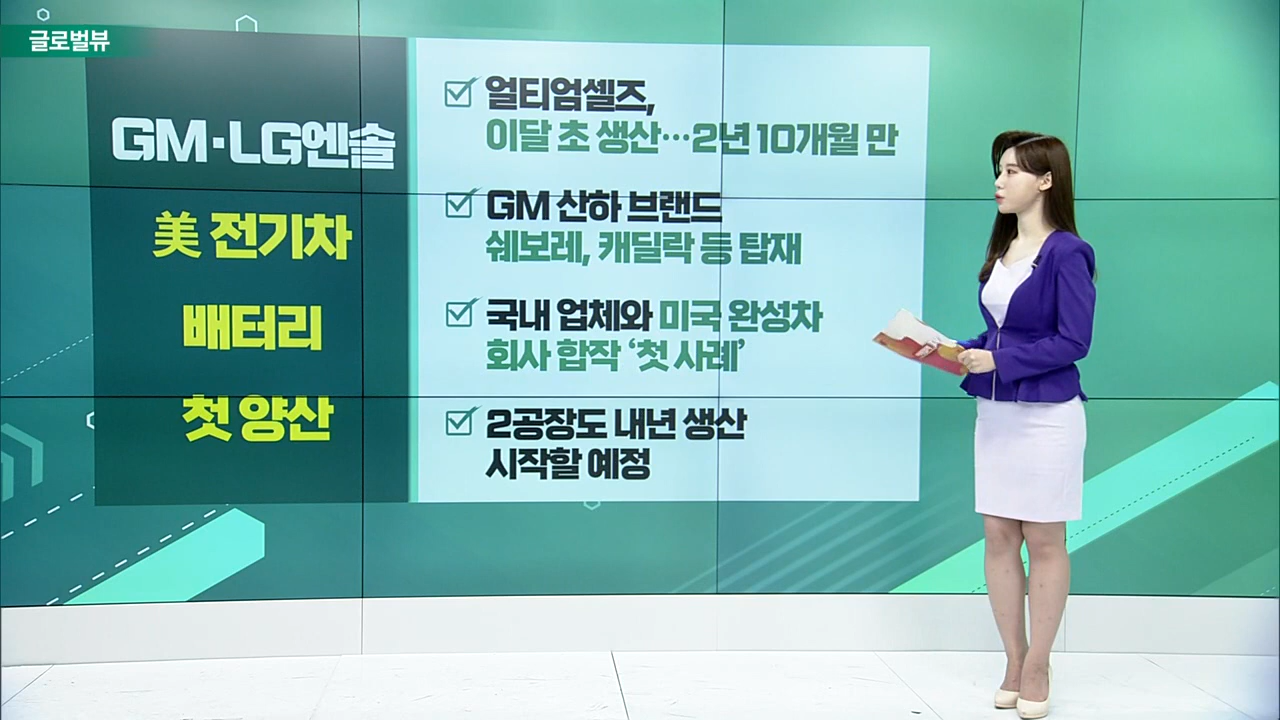 글로벌뷰
GM·LG엔솔
美 전기차
배터리
첫 양산
얼티엄셀즈,
이달 초 생산…2년 10개월 만
GM 산하 브랜드
쉐보레, 캐딜락 등 탑재
국내 업체와 미국 완성차
회사 합작 ‘첫 사례’
2공장도 내년 생산
시작할 예정